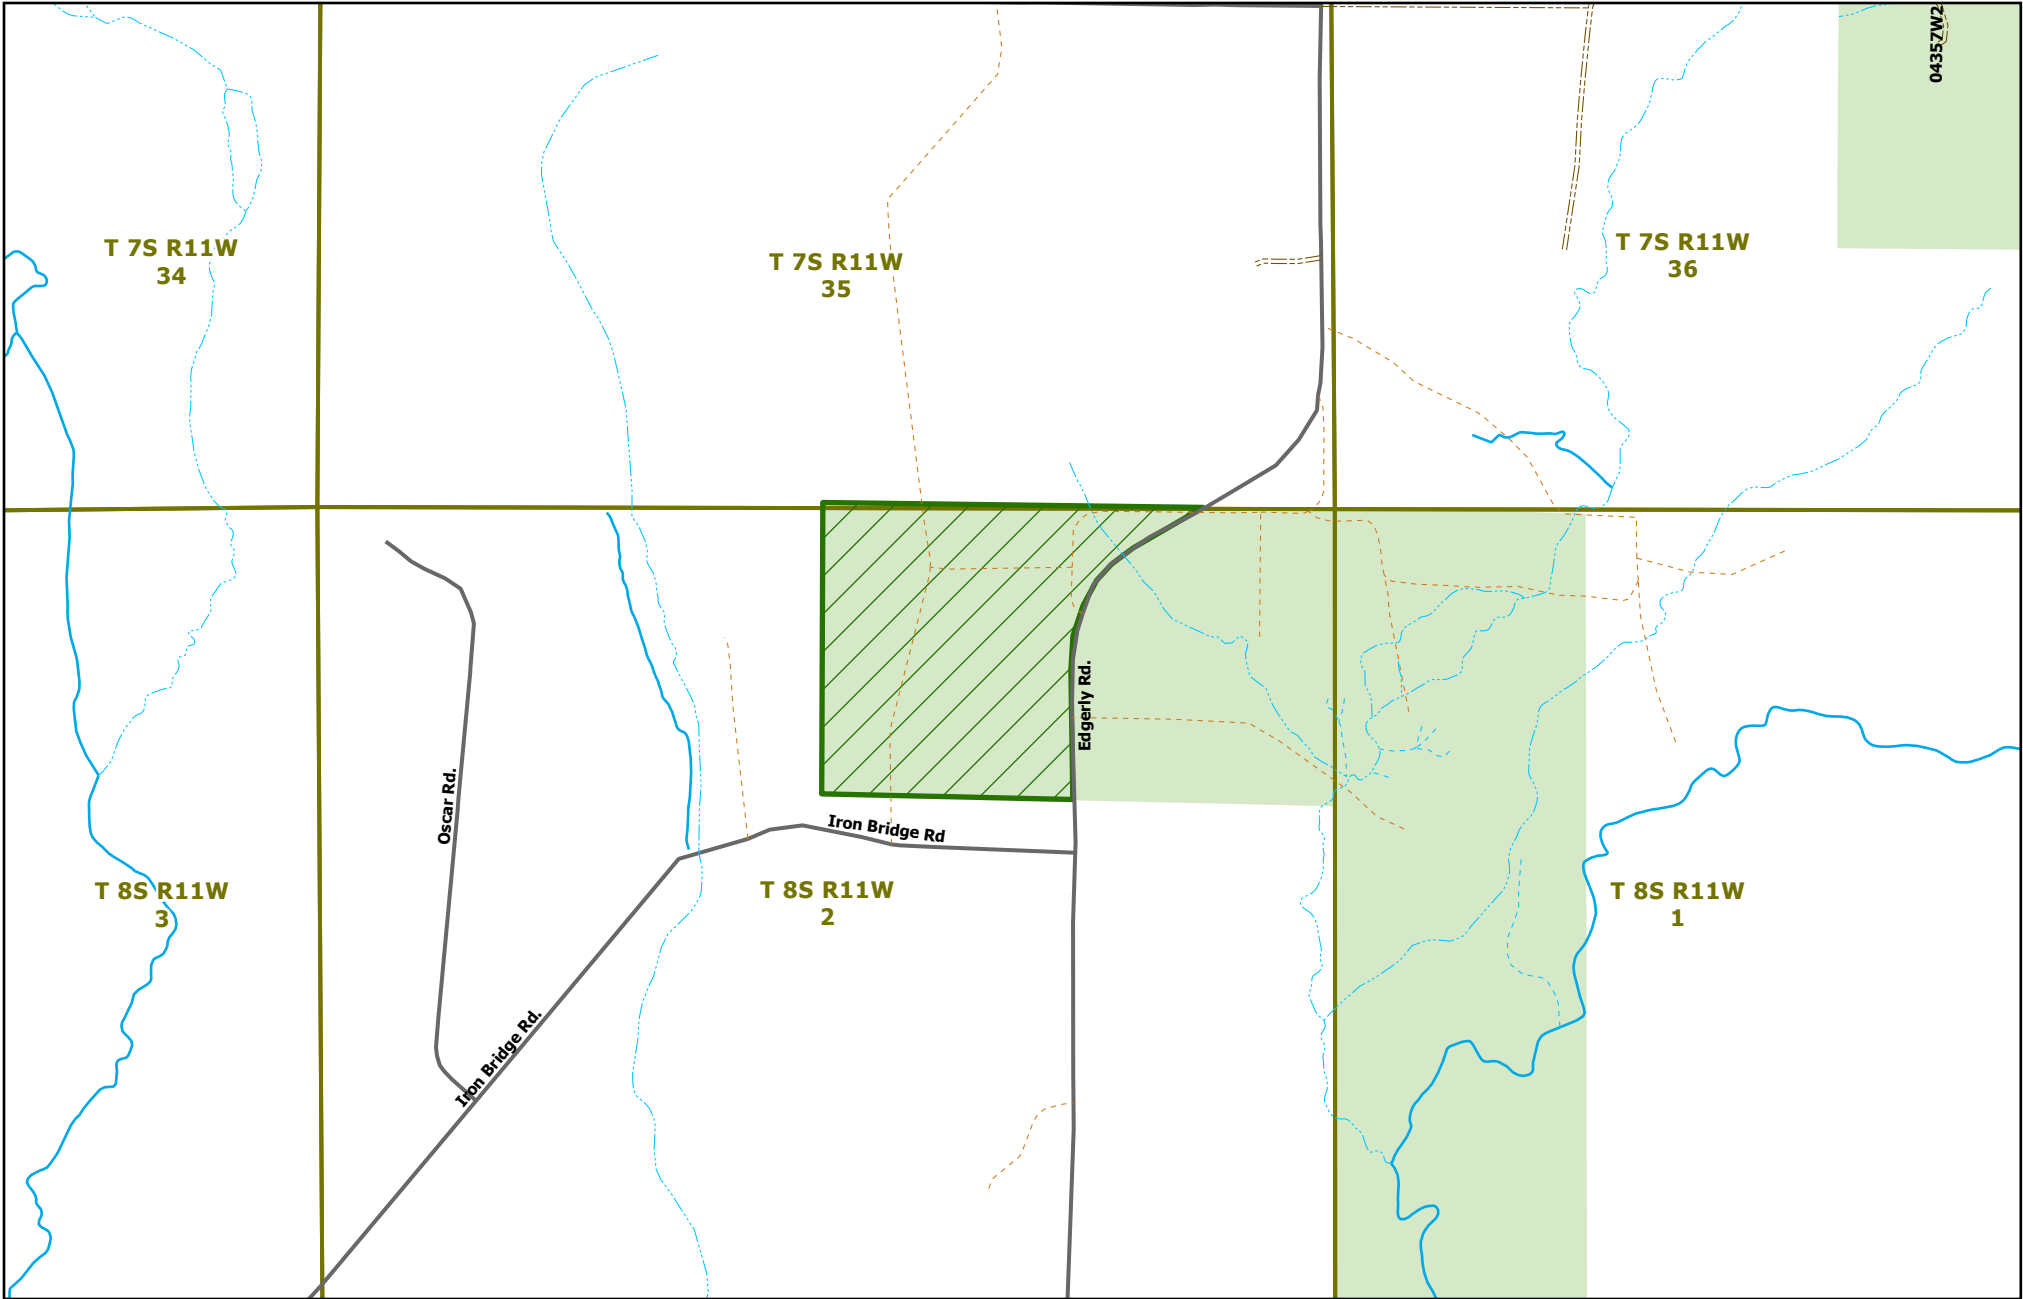 04357W2
T 7S R11W
34
T 7S R11W
35
T 7S R11W
36
Edgerly Rd.
Oscar Rd.
Iron Bridge Rd
T 8S R11W
3
T 8S R11W
2
T 8S R11W
1
Iron Bridge Rd.